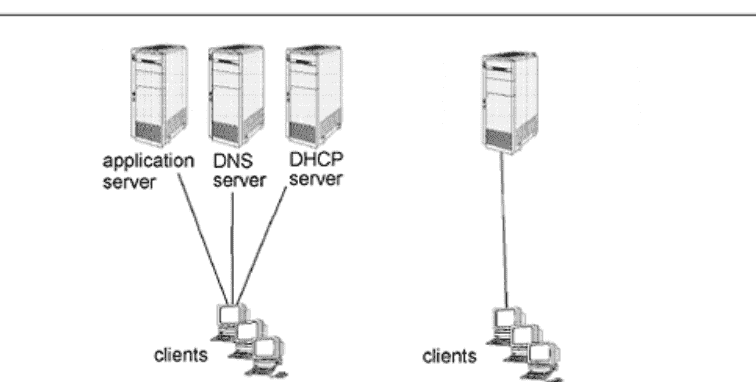 application
server
DNS
server
DHCP
server
clients
clients